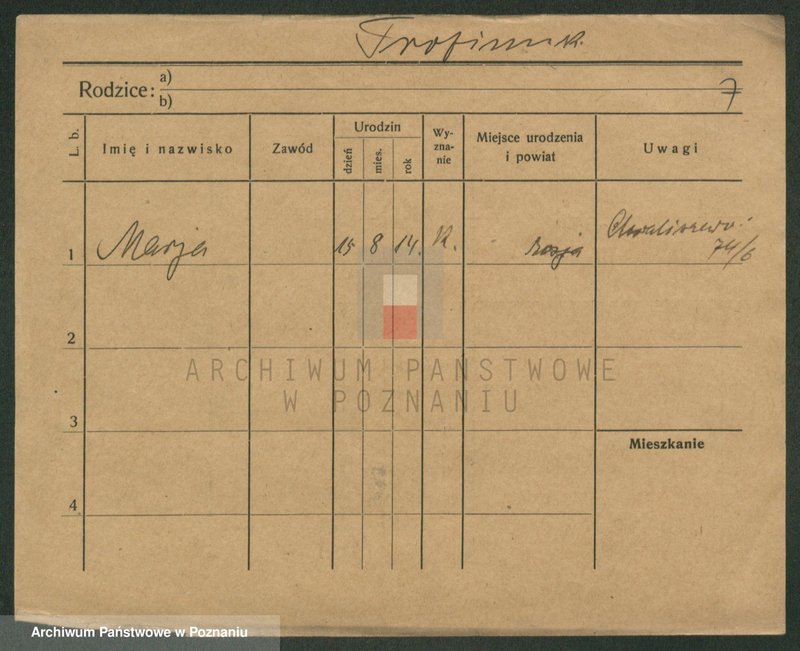 Trofimuk.
Rodzice: a)
b)
7
L. b.
Imię i nazwisko
Zawód
Urodzin
dzień
mies.
rok
Wy-
zna-
nie
Miejsce urodzenia
i powiat
Uwagi
1 Marja 15 8 14. K. Rosja
Chwaliszewo
74/6
2
ARCHIWUM PAŃSTWOWE
W POZNANIU
3
Mieszkanie
4
Archiwum Państwowe w Poznaniu